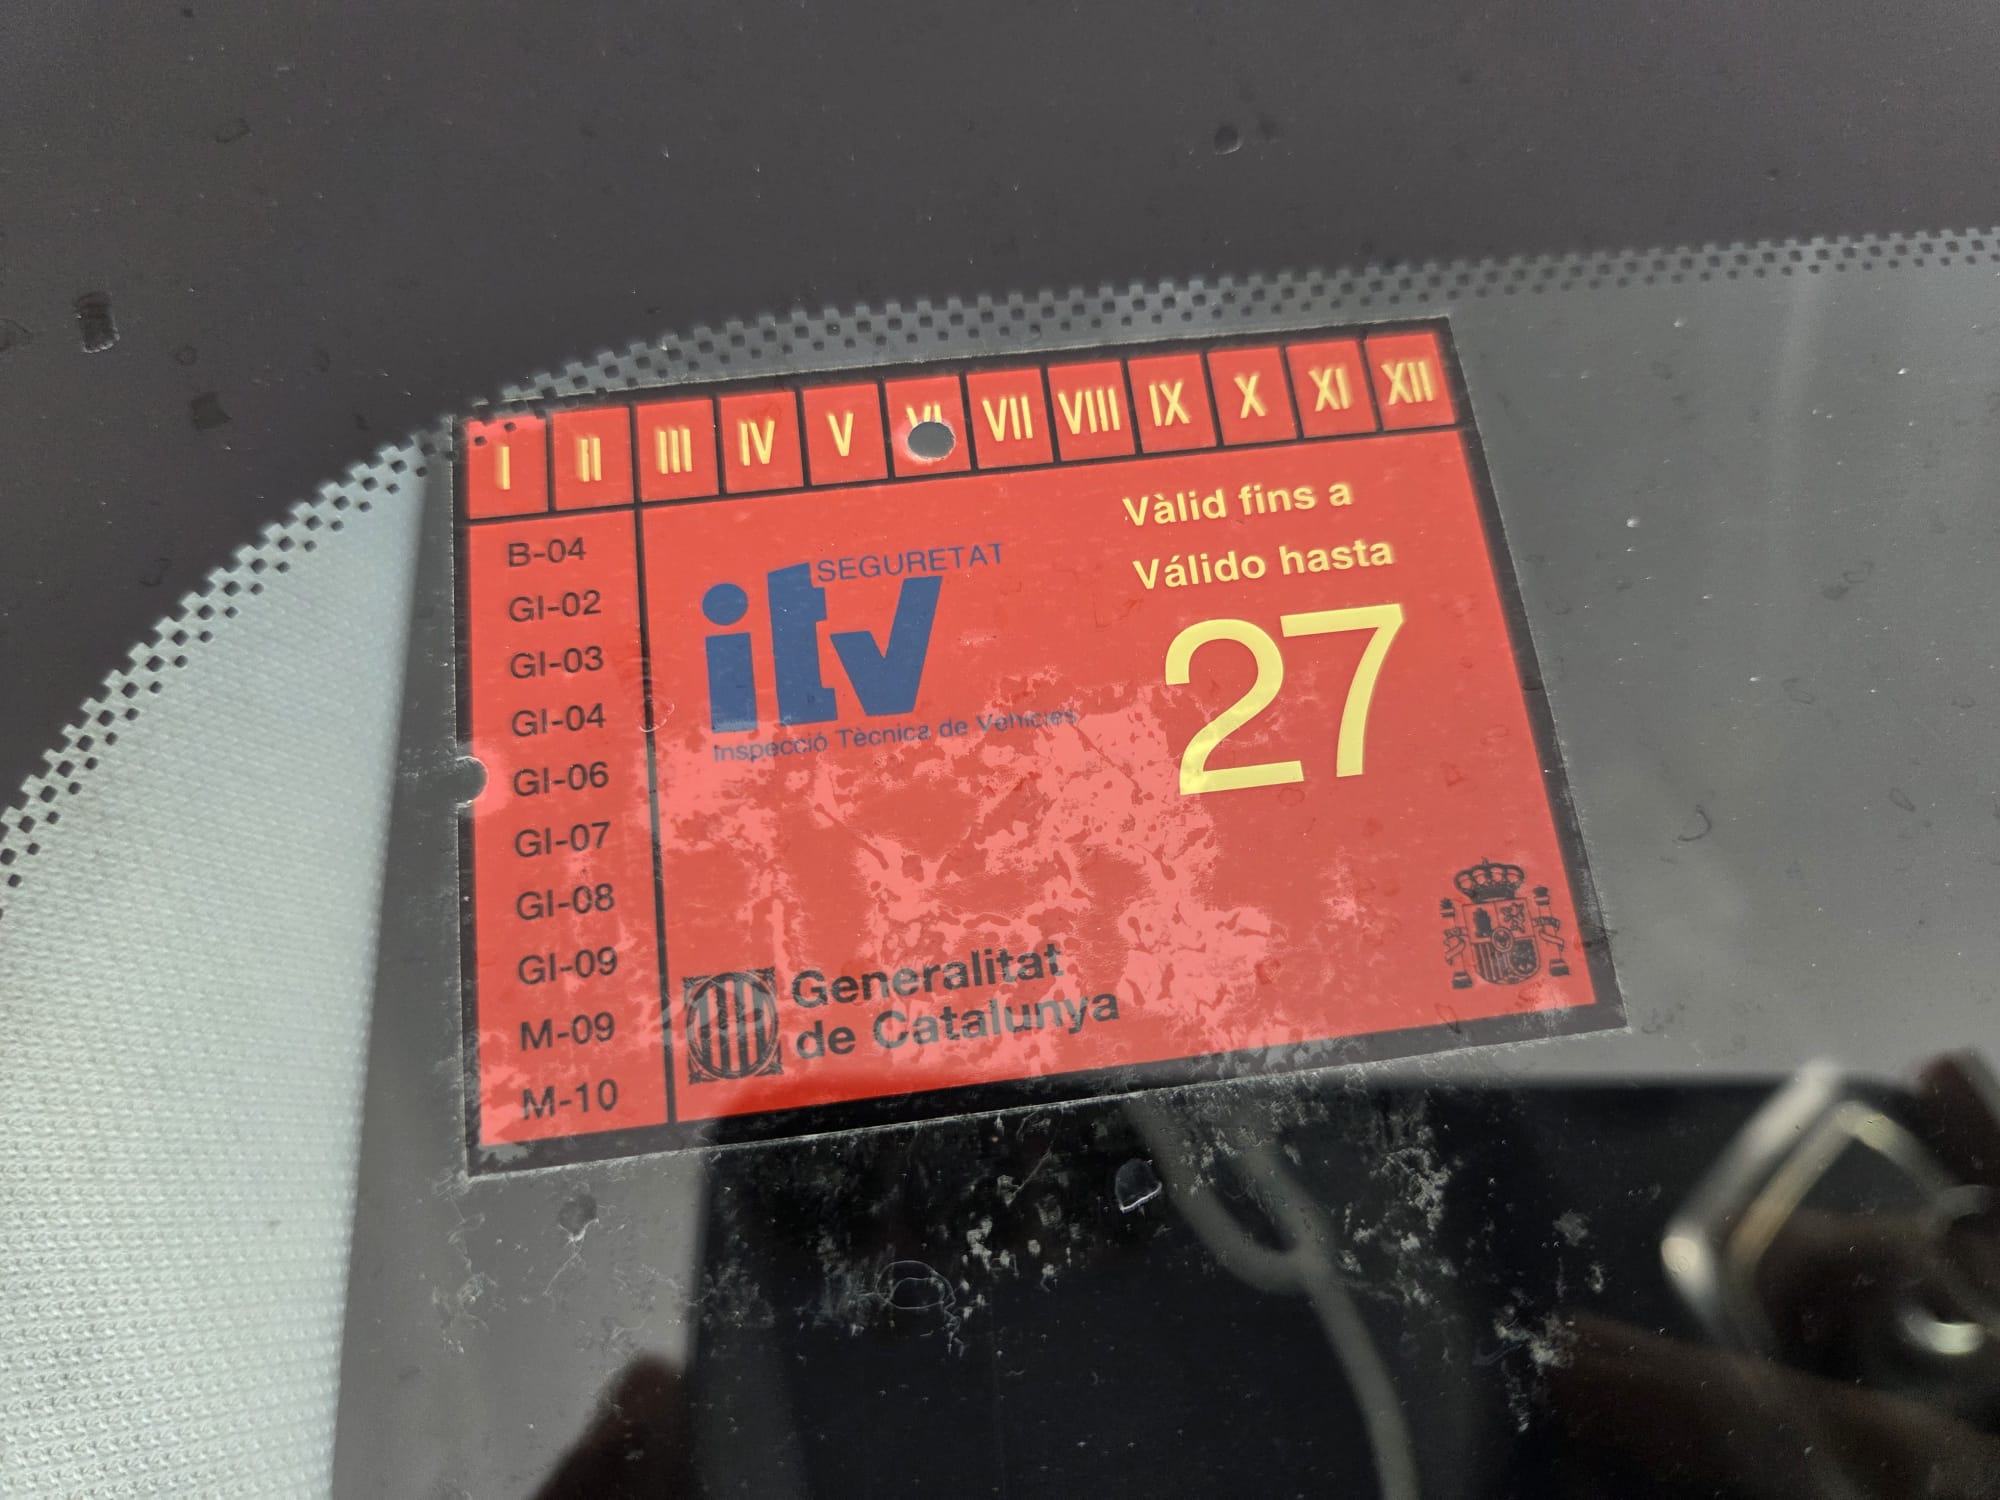 I II III IV V VI VII VIII IX X XI XII
B-04
GI-02
GI-03
GI-04
GI-06
GI-07
GI-08
GI-09
M-09
M-10
SEGURETAT
itv
Inspecció Tècnica de Vehicles
Vàlid fins a
Válido hasta
27
Generalitat
de Catalunya